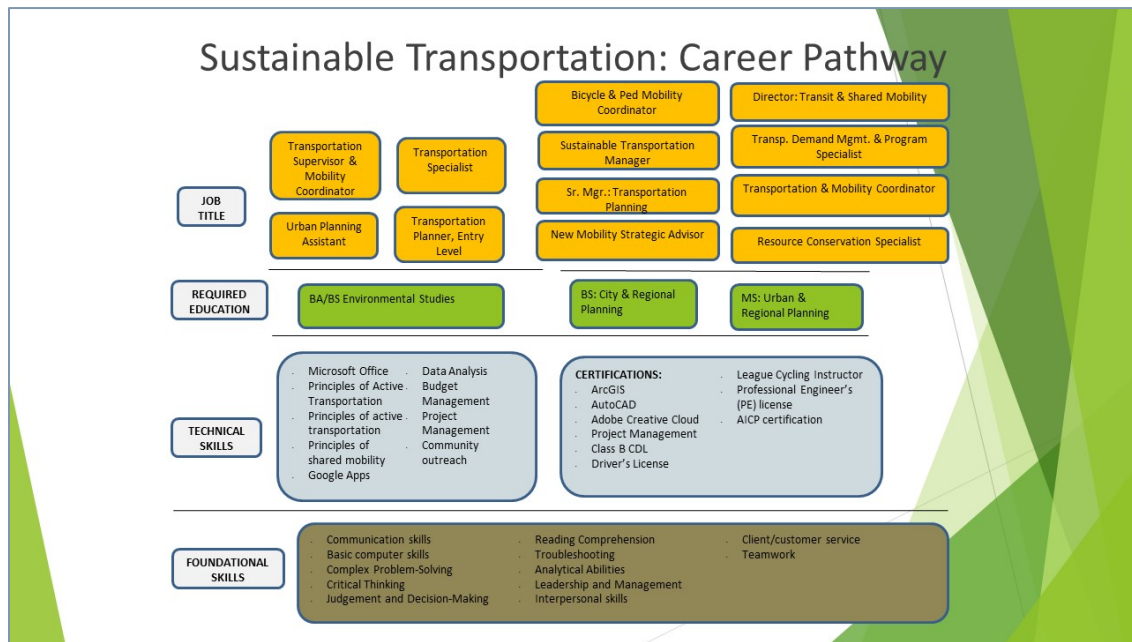 Sustainable Transportation: Career Pathway
JOB
TITLE
Transportation
Supervisor &
Mobility
Coordinator
Transportation
Specialist
Urban Planning
Assistant
Transportation
Planner, Entry
Level
Bicycle & Ped Mobility
Coordinator
Sustainable Transportation
Manager
Sr. Mgr.: Transportation
Planning
New Mobility Strategic Advisor
Director: Transit & Shared Mobility
Transp. Demand Mgmt. & Program
Specialist
Transportation & Mobility Coordinator
Resource Conservation Specialist
REQUIRED
EDUCATION
BA/BS Environmental Studies
BS: City & Regional
Planning
MS: Urban &
Regional Planning
TECHNICAL
SKILLS
Microsoft Office
Principles of Active
Transportation
Principles of active
transportation
Principles of
shared mobility
Google Apps
Data Analysis
Budget
Management
Project
Management
Community
outreach
CERTIFICATIONS:
ArcGIS
AutoCAD
Adobe Creative Cloud
Project Management
Class B CDL
Driver's License
League Cycling Instructor
Professional Engineer's
(PE) license
AICP certification
FOUNDATIONAL
SKILLS
Communication skills
Basic computer skills
Complex Problem-Solving
Critical Thinking
Judgement and Decision-Making
Reading Comprehension
Troubleshooting
Analytical Abilities
Leadership and Management
Interpersonal skills
Client/customer service
Teamwork